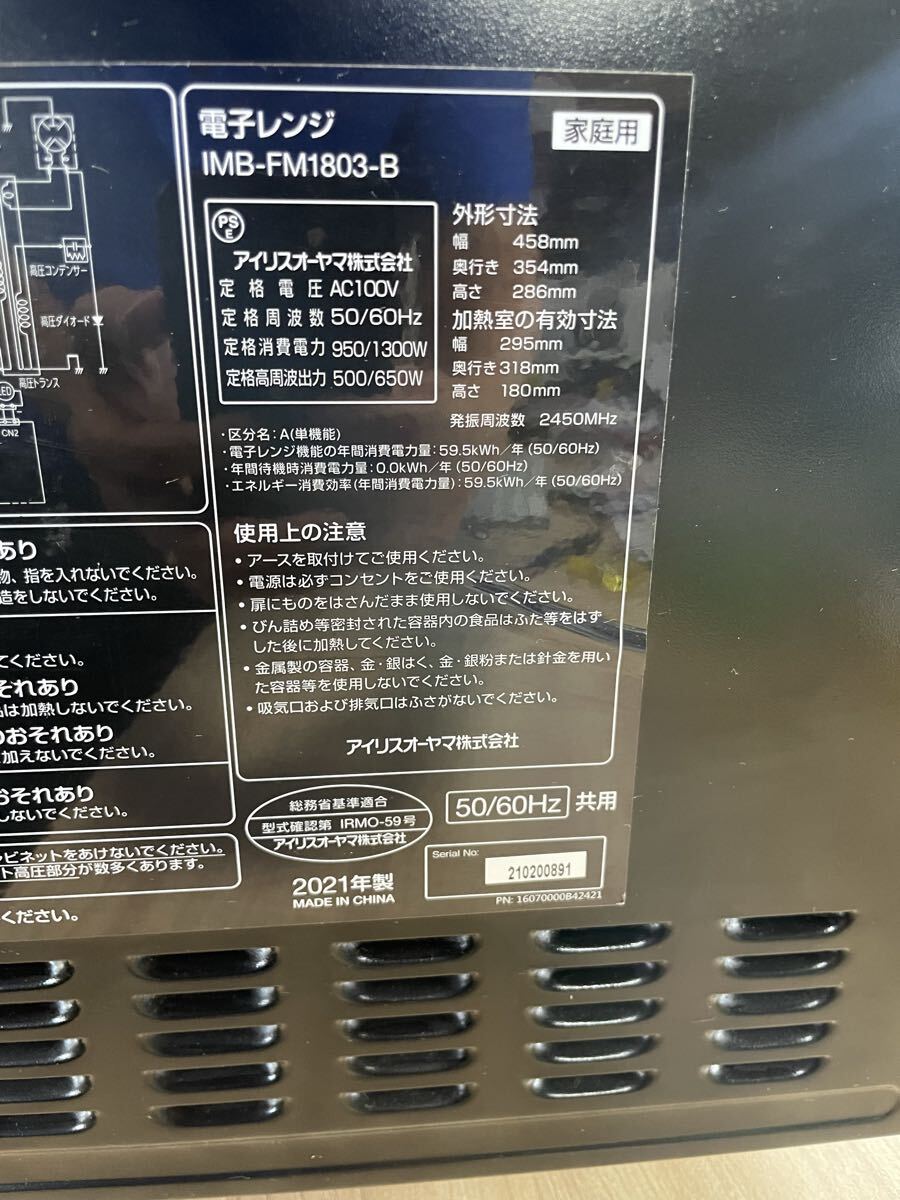 高圧コンデンサー
高圧ダイオード
高圧トランス
CN2
あり
物、指を入れないでください。
造をしないでください。
てください。
それあり
品は加熱しないでください。
のおそれあり
加えないでください。
おそれあり
しないでください。
ャビネットをあけないでください。
ト高圧部分が数多くあります。
ください。
電子レンジ
家庭用
IMB-FM1803-B
PS
E
アイリスオーヤマ株式会社
定格電圧 AC100V
定格周波数 50/60Hz
定格消費電力 950/1300W
定格高周波出力 500/650W
外形寸法
幅 458mm
奥行き 354mm
高さ 286mm
加熱室の有効寸法
幅 295mm
奥行き 318mm
高さ 180mm
発振周波数 2450MHz
・区分名：A(単機能)
・電子レンジ機能の年間消費電力量：59.5kWh／年 (50/60Hz)
・年間待機時消費電力量：0.0kWh／年 (50/60Hz)
・エネルギー消費効率(年間消費電力量)：59.5kWh／年 (50/60Hz)
使用上の注意
• アースを取付けてご使用ください。
• 電源は必ずコンセントをご使用ください。
• 扉にものをはさんだまま使用しないでください。
• びん詰め等密封された容器内の食品はふた等をはず
した後に加熱してください。
• 金属製の容器、金・銀はく、金・銀粉または針金を用い
た容器等を使用しないでください。
• 吸気口および排気口はふさがないでください。
アイリスオーヤマ株式会社
総務省基準適合
型式確認第 IRMO-59号
アイリスオーヤマ株式会社
50/60Hz 共用
2021年製
MADE IN CHINA
Serial No:
210200891
PN: 16070000B42421